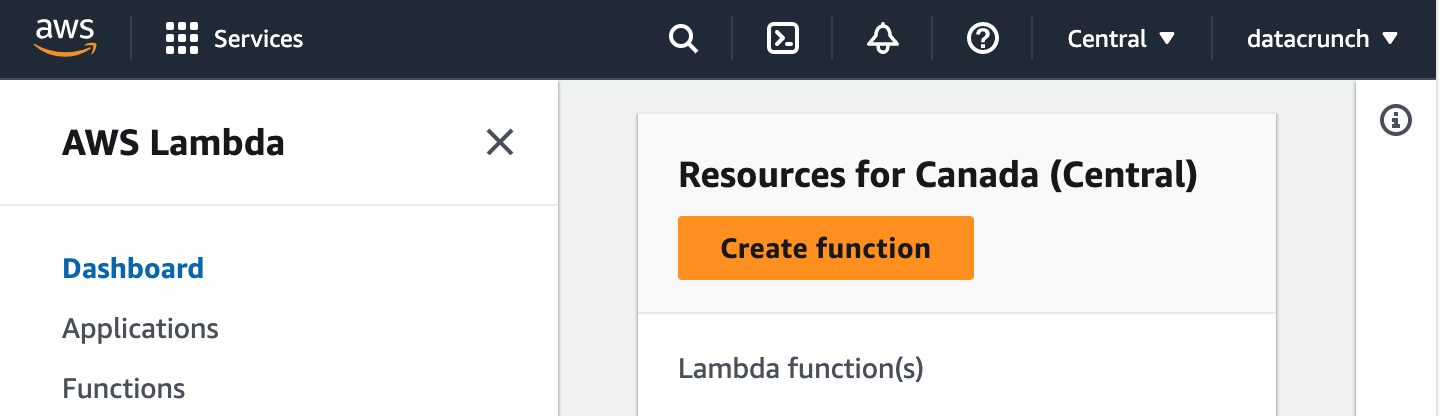 aws Services Central datacrunch
AWS Lambda
Dashboard
Applications
Functions
Resources for Canada (Central)
Create function
Lambda function(s)